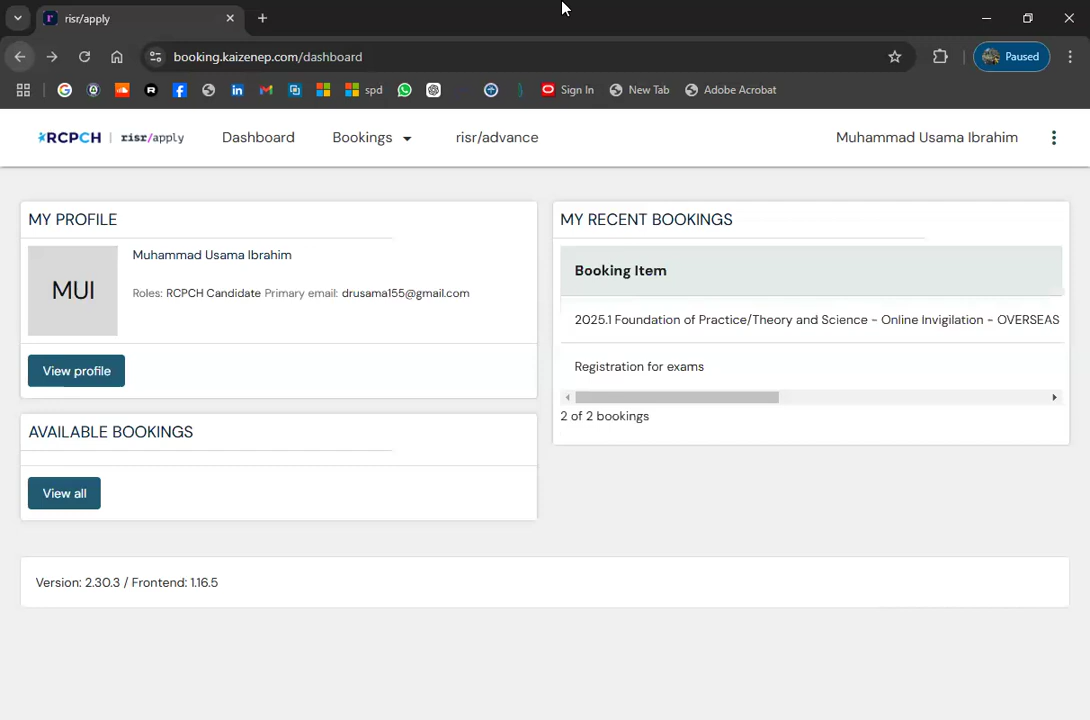 risr/apply
booking.kaizenep.com/dashboard
Paused
spd
Sign In
New Tab
Adobe Acrobat
RCPCH | risr/apply
Dashboard
Bookings
risr/advance
Muhammad Usama Ibrahim
MY PROFILE
MUI
Muhammad Usama Ibrahim
Roles: RCPCH Candidate Primary email: drusama155@gmail.com
View profile
AVAILABLE BOOKINGS
View all
MY RECENT BOOKINGS
Booking Item
2025.1 Foundation of Practice/Theory and Science - Online Invigilation - OVERSEAS
Registration for exams
2 of 2 bookings
Version: 2.30.3 / Frontend: 1.16.5